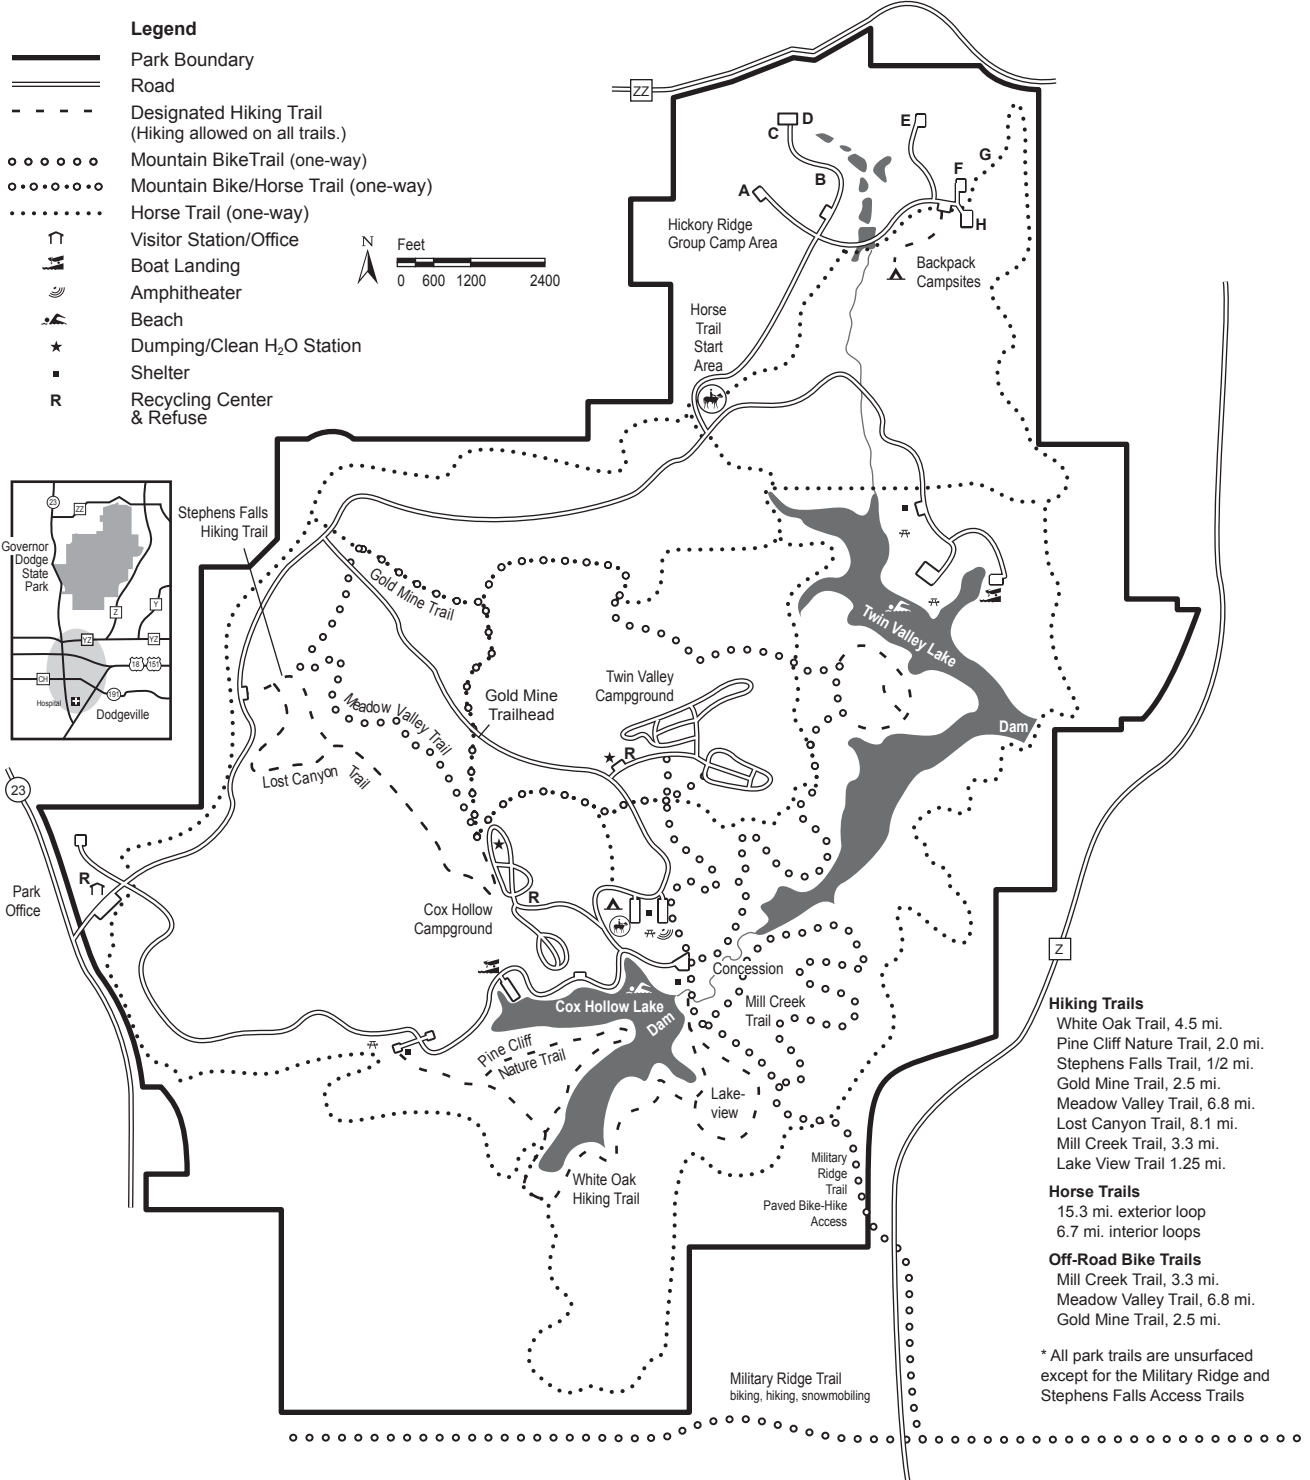 Legend
Park Boundary
Road
Designated Hiking Trail
(Hiking allowed on all trails.)
Mountain BikeTrail (one-way)
Mountain Bike/Horse Trail (one-way)
Horse Trail (one-way)
Visitor Station/Office
Boat Landing
Amphitheater
Beach
Dumping/Clean H2O Station
Shelter
R
Recycling Center
& Refuse
N
Feet
0 600 1200 2400
ZZ
D
C
B
A
E
F
G
H
Hickory Ridge
Group Camp Area
Backpack
Campsites
Horse
Trail
Start
Area
23
ZZ
Governor
Dodge
State
Park
Z
Y
YZ
YZ
18
151
CH
191
Hospital
Dodgeville
Stephens Falls
Hiking Trail
Gold Mine Trail
Twin Valley Lake
Dam
Twin Valley
Campground
Gold Mine
Trailhead
R
Meadow Valley Trail
Lost Canyon
Trail
23
R
Park
Office
Cox Hollow
Campground
R
Concession
Cox Hollow Lake
Dam
Mill Creek
Trail
Pine Cliff
Nature Trail
Lake-
view
White Oak
Hiking Trail
Military
Ridge
Trail
Paved Bike-Hike
Access
Z
Military Ridge Trail
biking, hiking, snowmobiling
Hiking Trails
White Oak Trail, 4.5 mi.
Pine Cliff Nature Trail, 2.0 mi.
Stephens Falls Trail, 1/2 mi.
Gold Mine Trail, 2.5 mi.
Meadow Valley Trail, 6.8 mi.
Lost Canyon Trail, 8.1 mi.
Mill Creek Trail, 3.3 mi.
Lake View Trail 1.25 mi.
Horse Trails
15.3 mi. exterior loop
6.7 mi. interior loops
Off-Road Bike Trails
Mill Creek Trail, 3.3 mi.
Meadow Valley Trail, 6.8 mi.
Gold Mine Trail, 2.5 mi.
* All park trails are unsurfaced
except for the Military Ridge and
Stephens Falls Access Trails